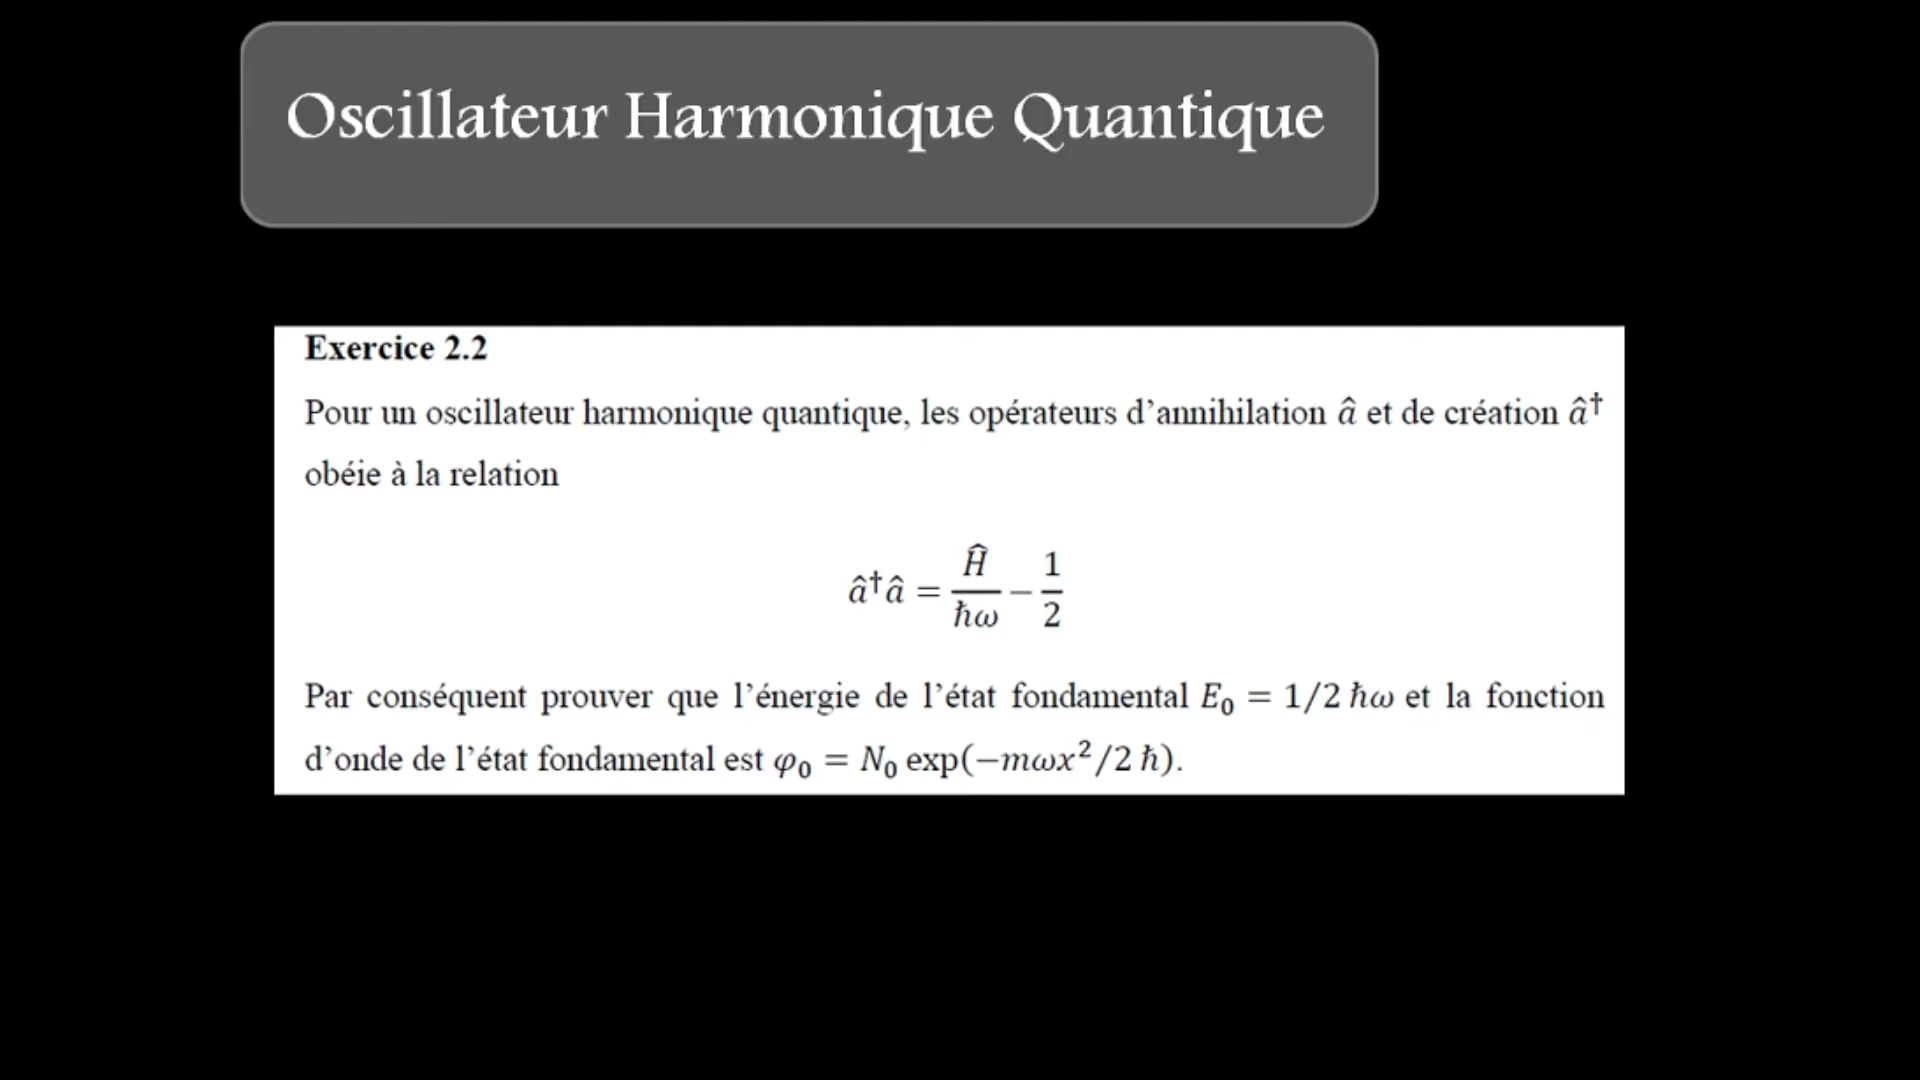 Oscillateur Harmonique Quantique
Exercice 2.2
Pour un oscillateur harmonique quantique, les opérateurs d’annihilation â et de création â†
obéie à la relation
â†â = Ĥ/ħω − 1/2
Par conséquent prouver que l’énergie de l’état fondamental E₀ = 1/2 ħω et la fonction
d’onde de l’état fondamental est φ₀ = N₀ exp(−mωx²/2 ħ).